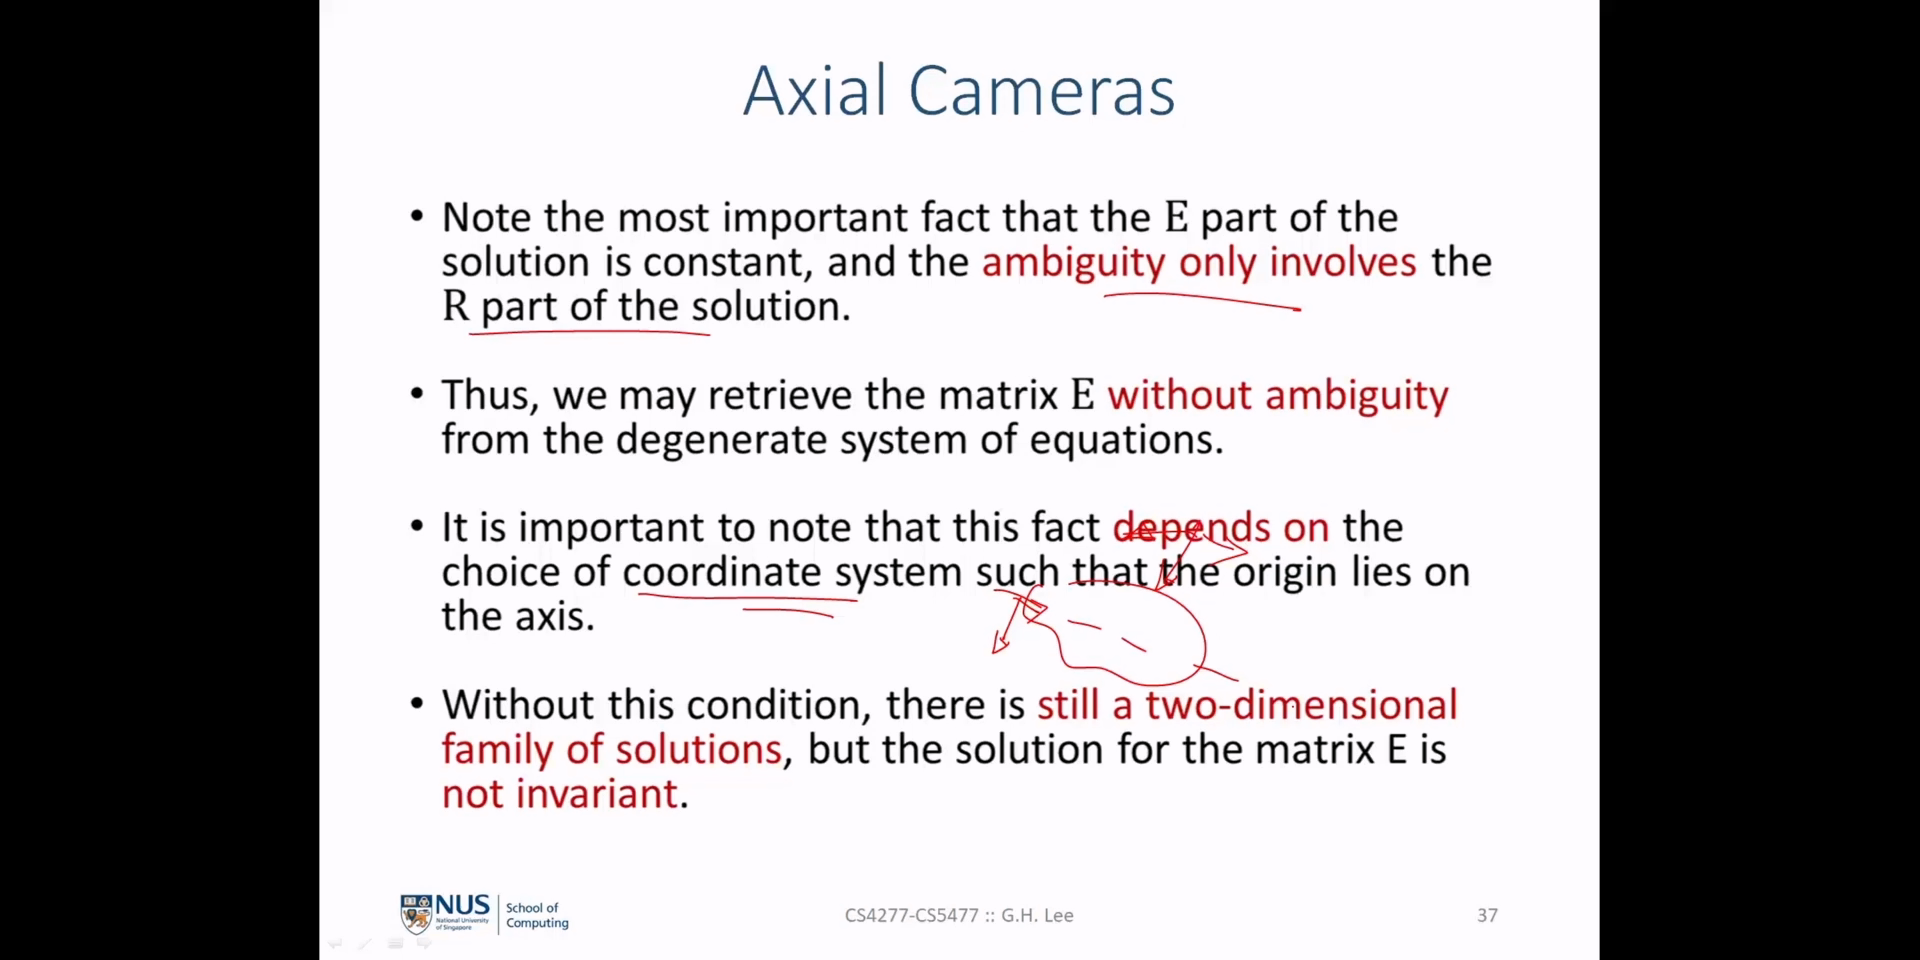 Axial Cameras
• Note the most important fact that the E part of the
solution is constant, and the ambiguity only involves the
R part of the solution.
• Thus, we may retrieve the matrix E without ambiguity
from the degenerate system of equations.
• It is important to note that this fact depends on the
choice of coordinate system such that the origin lies on
the axis.
• Without this condition, there is still a two-dimensional
family of solutions, but the solution for the matrix E is
not invariant.
NUS
National University
of Singapore
School of
Computing
CS4277-CS5477 :: G.H. Lee
37